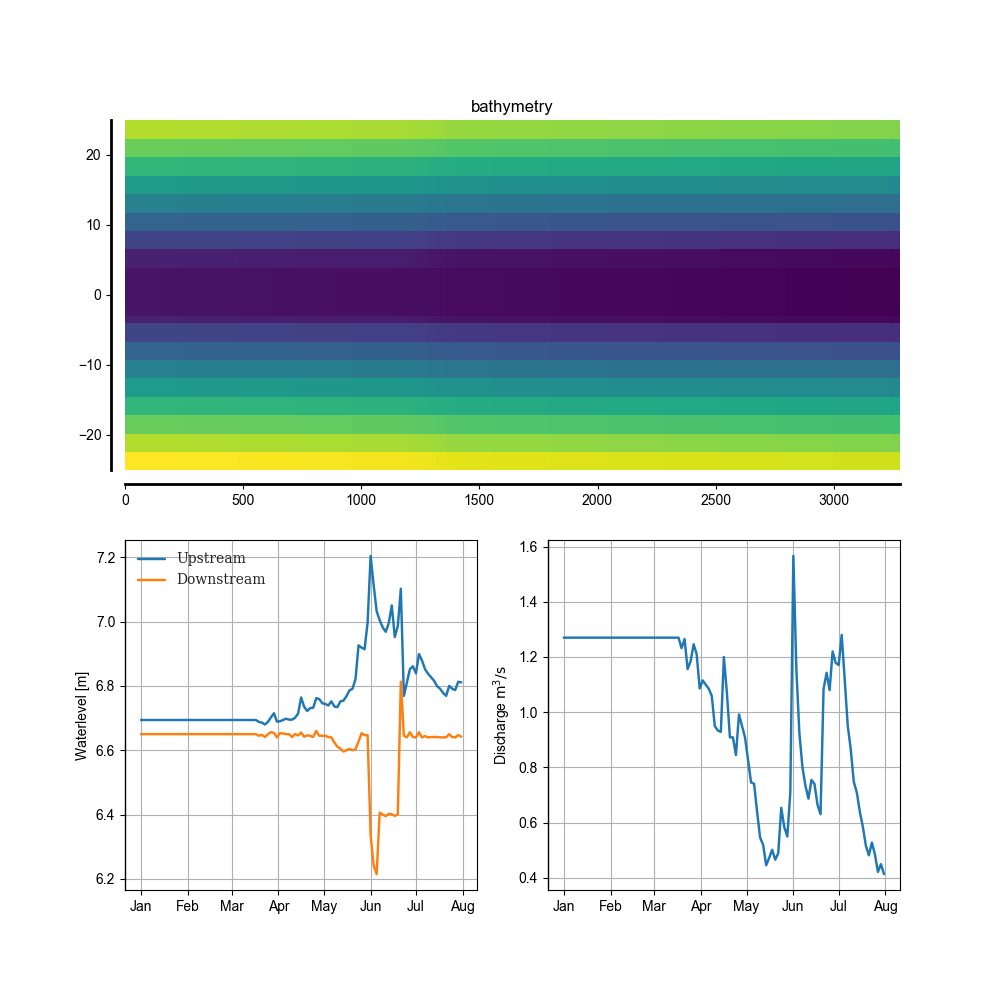 bathymetry
20
10
0
−10
−20
0 500 1000 1500 2000 2500 3000
Waterlevel [m]
7.2
7.0
6.8
6.6
6.4
6.2
Upstream
Downstream
Jan Feb Mar Apr May Jun Jul Aug
Discharge m³/s
1.6
1.4
1.2
1.0
0.8
0.6
0.4
Jan Feb Mar Apr May Jun Jul Aug